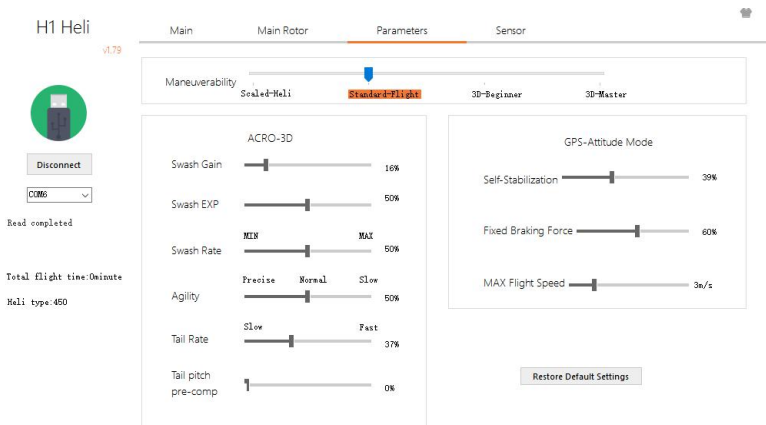 H1 Heli
v1.79
Main Main Rotor Parameters Sensor
Maneuverability
Scaled-Heli Standard-Flight 3D-Beginner 3D-Master
Disconnect
COM6
Read completed
Total flight time:0minute
Heli type:450
ACRO-3D
Swash Gain 16%
Swash EXP 50%
MIN MAX
Swash Rate 50%
Precise Normal Slow
Agility 50%
Slow Fast
Tail Rate 37%
Tail pitch
pre-comp 0%
GPS-Attitude Mode
Self-Stabilization 39%
Fixed Braking Force 60%
MAX Flight Speed 3m/s
Restore Default Settings